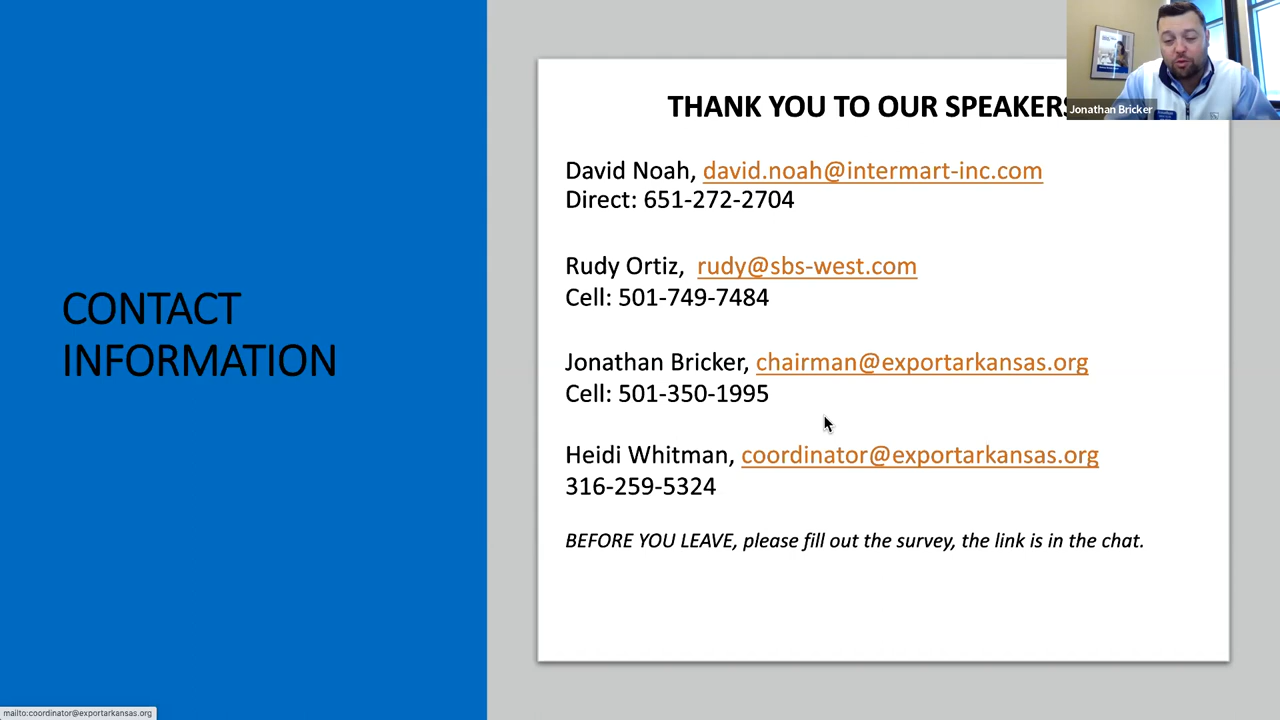 THANK YOU TO OUR SPEAKERS
Jonathan Bricker
David Noah, david.noah@intermart-inc.com
Direct: 651-272-2704
Rudy Ortiz, rudy@sbs-west.com
Cell: 501-749-7484
CONTACT
INFORMATION
Jonathan Bricker, chairman@exportarkansas.org
Cell: 501-350-1995
Heidi Whitman, coordinator@exportarkansas.org
316-259-5324
BEFORE YOU LEAVE, please fill out the survey, the link is in the chat.
mailto:coordinator@exportarkansas.org